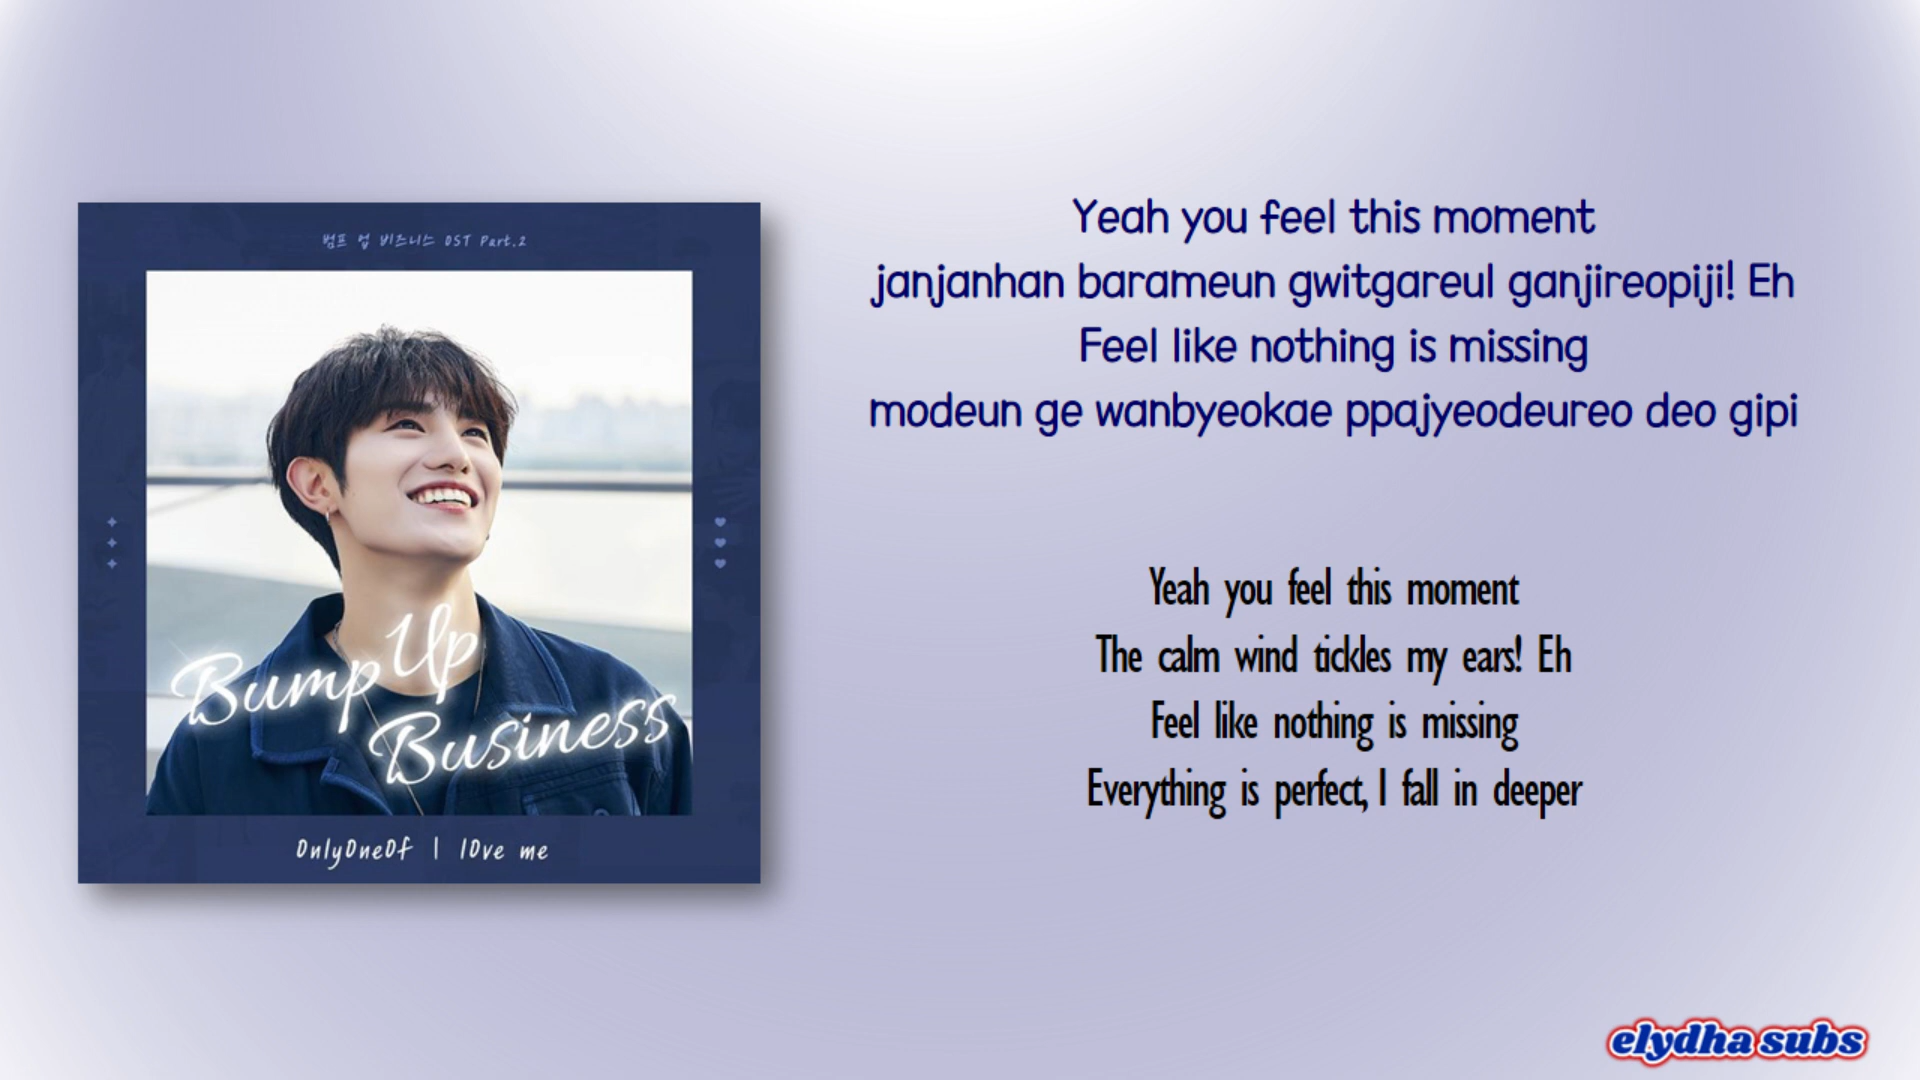 범프 업 비즈니스 OST Part.2
Bump Up
Business
OnlyOneOf | lOve me
Yeah you feel this moment
janjanhan barameun gwitgareul ganjireopiji! Eh
Feel like nothing is missing
modeun ge wanbyeokae ppajyeodeureo deo gipi
Yeah you feel this moment
The calm wind tickles my ears! Eh
Feel like nothing is missing
Everything is perfect, I fall in deeper
elydha subs